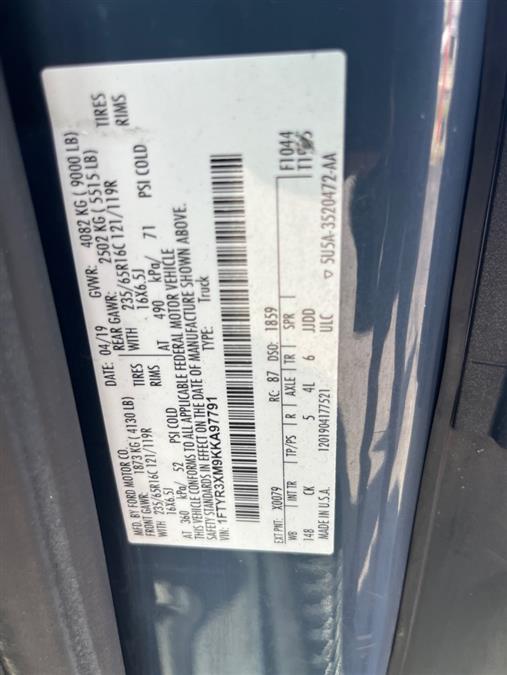 MFD. BY FORD MOTOR CO.
DATE: 04/19 GVWR: 4082 KG ( 9000 LB)
FRONT GAWR: 1873 KG ( 4130 LB) REAR GAWR: 2502 KG ( 5515 LB)
235/65R16C 121/119R TIRES WITH 235/65R16C 121/119R TIRES
16X6.5J RIMS 16X6.5J RIMS
AT 360 kPa/ 52 PSI COLD AT 490 kPa/ 71 PSI COLD
THIS VEHICLE CONFORMS TO ALL APPLICABLE FEDERAL MOTOR VEHICLE
SAFETY STANDARDS IN EFFECT ON THE DATE OF MANUFACTURE SHOWN ABOVE.
VIN: 1FTYR3XM9KKA97791 TYPE: Truck
F1044
EXT PNT: X0079 RC: 87 DSO: 1859
WB INT TR TP/PS R AXLE TR SPR
148 CK 5 4L 6 JJDD
MADE IN U.S.A. 1201904177521 ULC
5U5A-3520472-AA